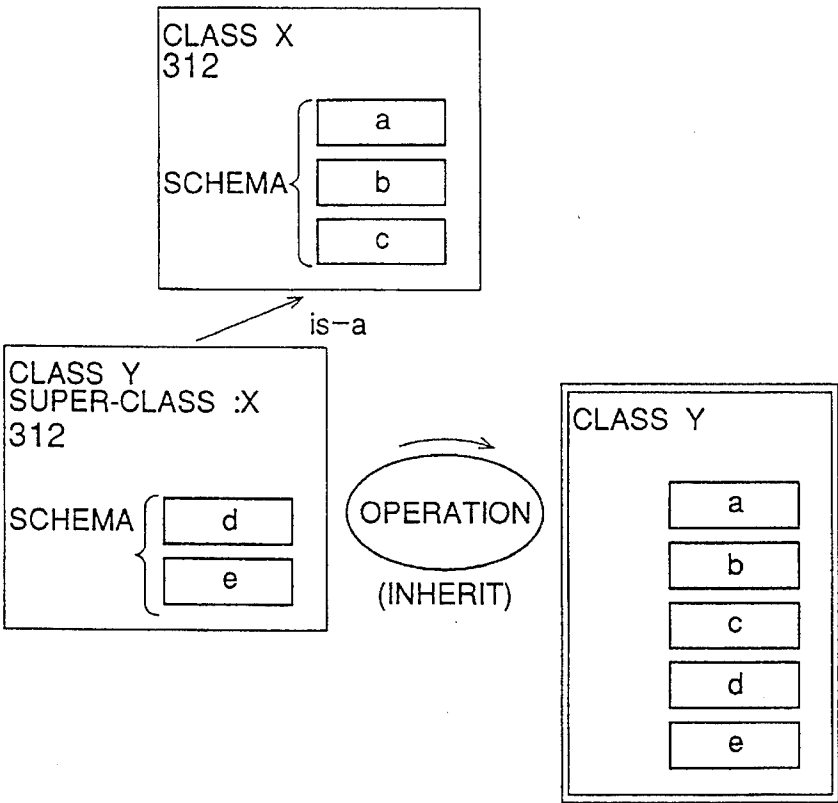 CLASS X
312
SCHEMA
a
b
c
is-a
CLASS Y
SUPER-CLASS :X
312
SCHEMA
d
e
OPERATION
(INHERIT)
CLASS Y
a
b
c
d
e